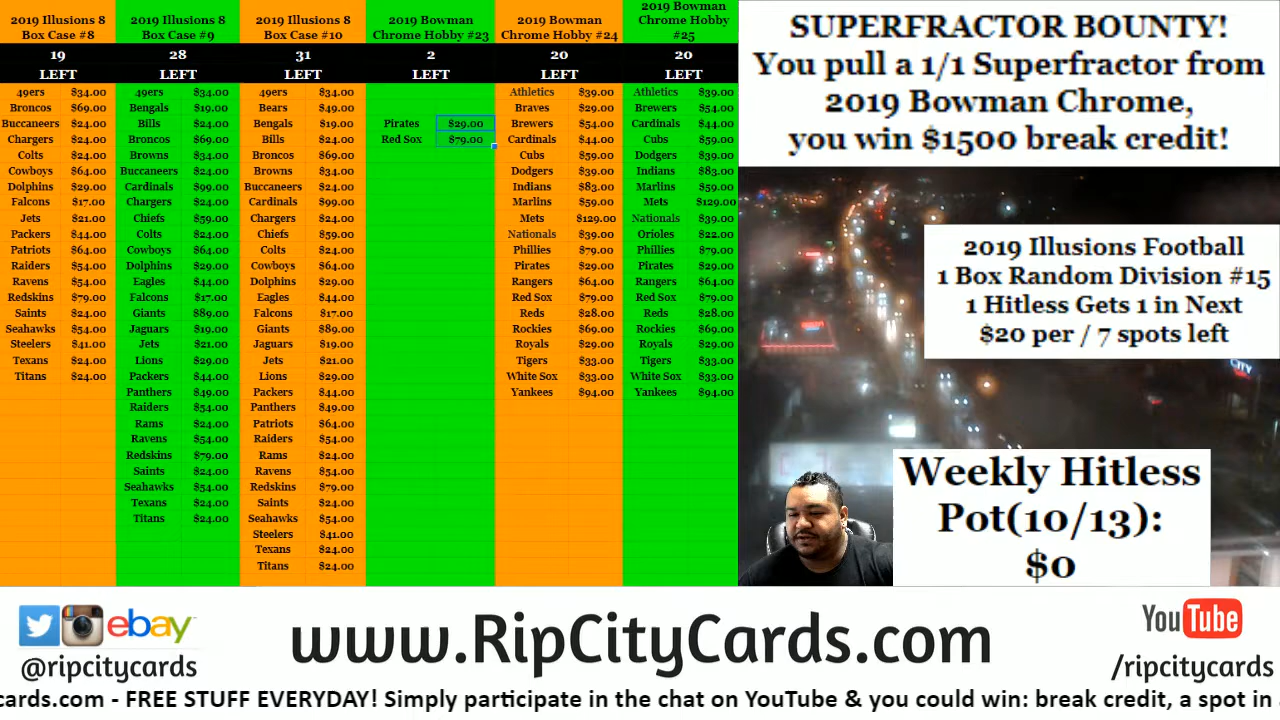 2019 Illusions 8
Box Case #8
19
LEFT
49ers $34.00
Broncos $69.00
Buccaneers $24.00
Chargers $24.00
Colts $24.00
Cowboys $64.00
Dolphins $29.00
Falcons $17.00
Jets $21.00
Packers $44.00
Patriots $64.00
Raiders $54.00
Ravens $54.00
Redskins $79.00
Saints $24.00
Seahawks $54.00
Steelers $41.00
Texans $24.00
Titans $24.00
2019 Illusions 8
Box Case #9
28
LEFT
49ers $34.00
Bengals $19.00
Bills $24.00
Broncos $69.00
Browns $34.00
Buccaneers $24.00
Cardinals $99.00
Chargers $24.00
Chiefs $59.00
Colts $24.00
Cowboys $64.00
Dolphins $29.00
Eagles $44.00
Falcons $17.00
Giants $89.00
Jaguars $19.00
Jets $21.00
Lions $29.00
Packers $44.00
Panthers $49.00
Raiders $54.00
Rams $24.00
Ravens $54.00
Redskins $79.00
Saints $24.00
Seahawks $54.00
Texans $24.00
Titans $24.00
2019 Illusions 8
Box Case #10
31
LEFT
49ers $34.00
Bears $49.00
Bengals $19.00
Bills $24.00
Broncos $69.00
Browns $34.00
Buccaneers $24.00
Cardinals $99.00
Chargers $24.00
Chiefs $59.00
Colts $24.00
Cowboys $64.00
Dolphins $29.00
Eagles $44.00
Falcons $17.00
Giants $89.00
Jaguars $19.00
Jets $21.00
Lions $29.00
Packers $44.00
Panthers $49.00
Patriots $64.00
Raiders $54.00
Rams $24.00
Ravens $54.00
Redskins $79.00
Saints $24.00
Seahawks $54.00
Steelers $41.00
Texans $24.00
Titans $24.00
2019 Bowman
Chrome Hobby #23
2
LEFT
Pirates $29.00
Red Sox $79.00
2019 Bowman
Chrome Hobby #24
20
LEFT
Athletics $39.00
Braves $29.00
Brewers $54.00
Cardinals $44.00
Cubs $59.00
Dodgers $39.00
Indians $83.00
Marlins $59.00
Mets $129.00
Nationals $39.00
Phillies $79.00
Pirates $29.00
Rangers $64.00
Red Sox $79.00
Reds $28.00
Rockies $69.00
Royals $29.00
Tigers $33.00
White Sox $33.00
Yankees $94.00
2019 Bowman
Chrome Hobby
#25
20
LEFT
Athletics $39.00
Brewers $54.00
Cardinals $44.00
Cubs $59.00
Dodgers $39.00
Indians $83.00
Marlins $59.00
Mets $129.00
Nationals $39.00
Orioles $22.00
Phillies $79.00
Pirates $29.00
Rangers $64.00
Red Sox $79.00
Reds $28.00
Rockies $69.00
Royals $29.00
Tigers $33.00
White Sox $33.00
Yankees $94.00
SUPERFRACTOR BOUNTY!
You pull a 1/1 Superfractor from
2019 Bowman Chrome,
you win $1500 break credit!
2019 Illusions Football
1 Box Random Division #15
1 Hitless Gets 1 in Next
$20 per / 7 spots left
CITY
Weekly Hitless
Pot(10/13):
$0
ebay
@ripcitycards
www.RipCityCards.com
YouTube
/ripcitycards
cards.com - FREE STUFF EVERYDAY! Simply participate in the chat on YouTube & you could win: break credit, a spot in